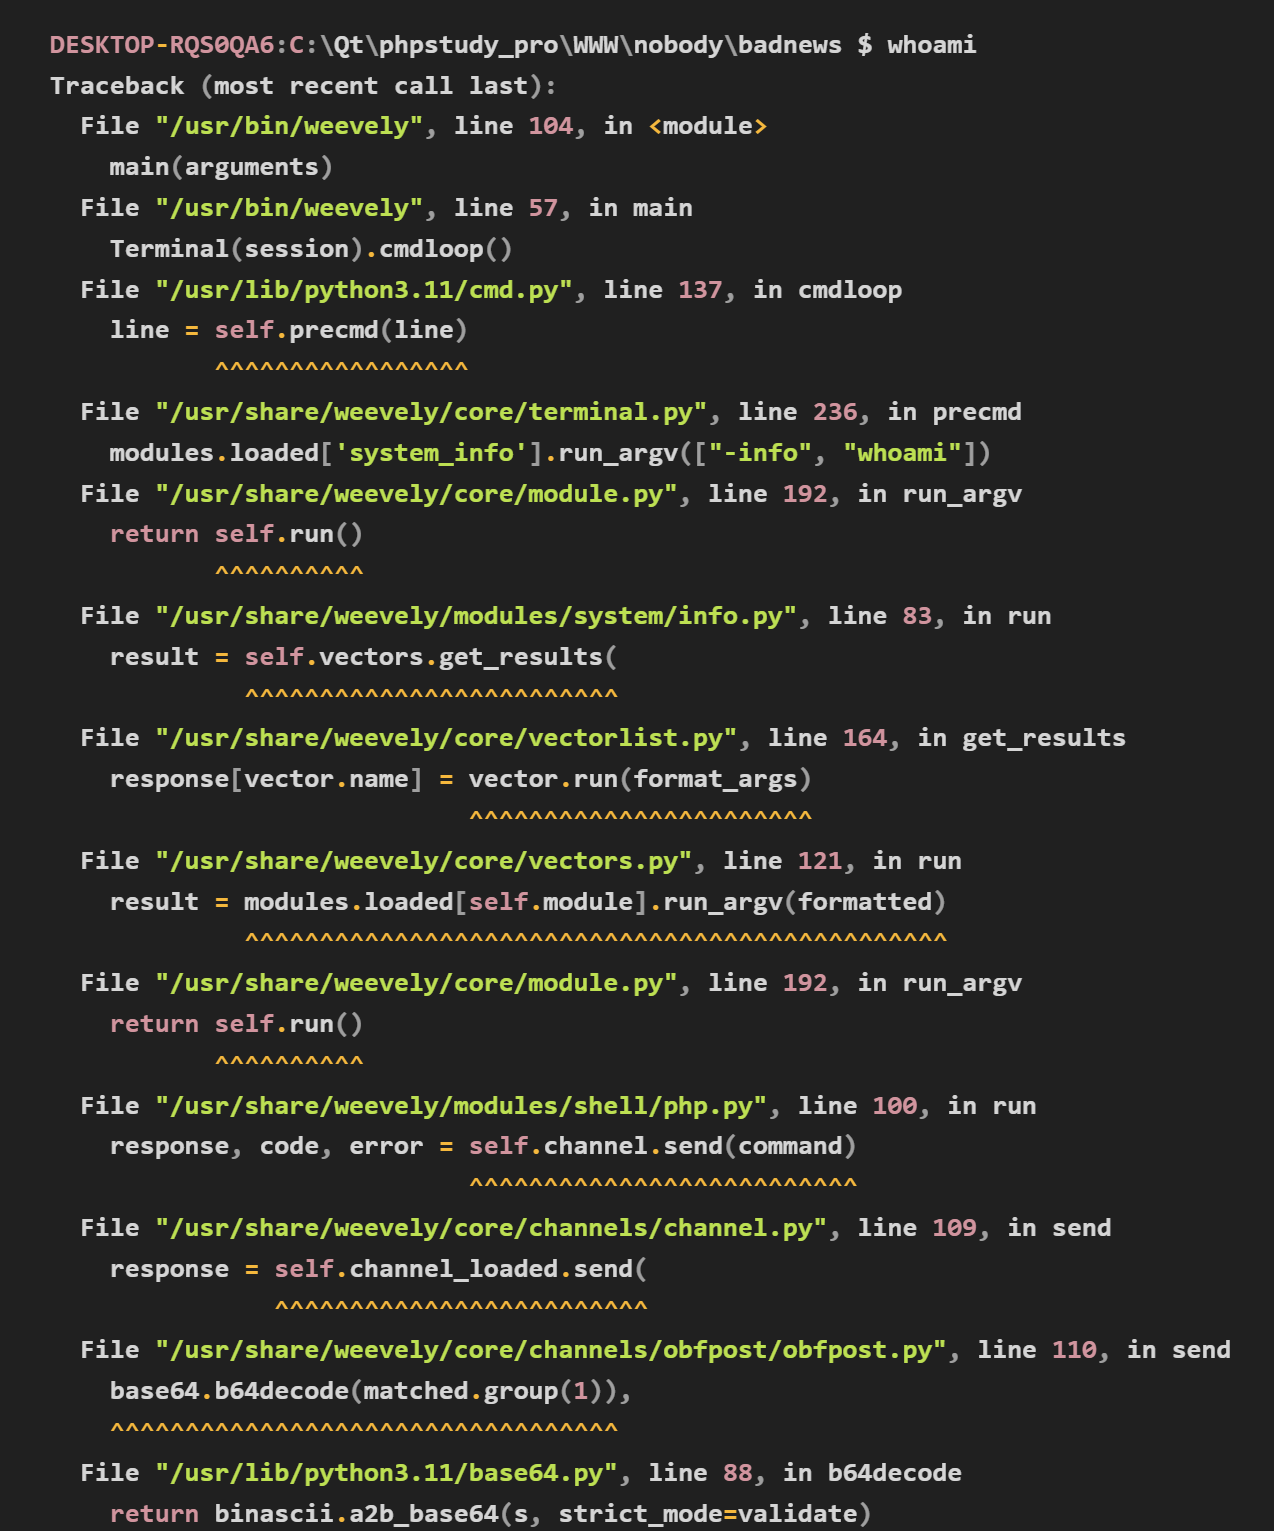 DESKTOP-RQS0QA6:C:\Qt\phpstudy_pro\WWW\nobody\badnews $ whoami
Traceback (most recent call last):
  File "/usr/bin/weevely", line 104, in <module>
    main(arguments)
  File "/usr/bin/weevely", line 57, in main
    Terminal(session).cmdloop()
  File "/usr/lib/python3.11/cmd.py", line 137, in cmdloop
    line = self.precmd(line)
           ^^^^^^^^^^^^^^^^^
  File "/usr/share/weevely/core/terminal.py", line 236, in precmd
    modules.loaded['system_info'].run_argv(["-info", "whoami"])
  File "/usr/share/weevely/core/module.py", line 192, in run_argv
    return self.run()
           ^^^^^^^^^^
  File "/usr/share/weevely/modules/system/info.py", line 83, in run
    result = self.vectors.get_results(
             ^^^^^^^^^^^^^^^^^^^^^^^^^
  File "/usr/share/weevely/core/vectorlist.py", line 164, in get_results
    response[vector.name] = vector.run(format_args)
                            ^^^^^^^^^^^^^^^^^^^^^^^
  File "/usr/share/weevely/core/vectors.py", line 121, in run
    result = modules.loaded[self.module].run_argv(formatted)
             ^^^^^^^^^^^^^^^^^^^^^^^^^^^^^^^^^^^^^^^^^^^^^^^
  File "/usr/share/weevely/core/module.py", line 192, in run_argv
    return self.run()
           ^^^^^^^^^^
  File "/usr/share/weevely/modules/shell/php.py", line 100, in run
    response, code, error = self.channel.send(command)
                            ^^^^^^^^^^^^^^^^^^^^^^^^^^
  File "/usr/share/weevely/core/channels/channel.py", line 109, in send
    response = self.channel_loaded.send(
               ^^^^^^^^^^^^^^^^^^^^^^^^^
  File "/usr/share/weevely/core/channels/obfpost/obfpost.py", line 110, in send
    base64.b64decode(matched.group(1)),
    ^^^^^^^^^^^^^^^^^^^^^^^^^^^^^^^^^^
  File "/usr/lib/python3.11/base64.py", line 88, in b64decode
    return binascii.a2b_base64(s, strict_mode=validate)